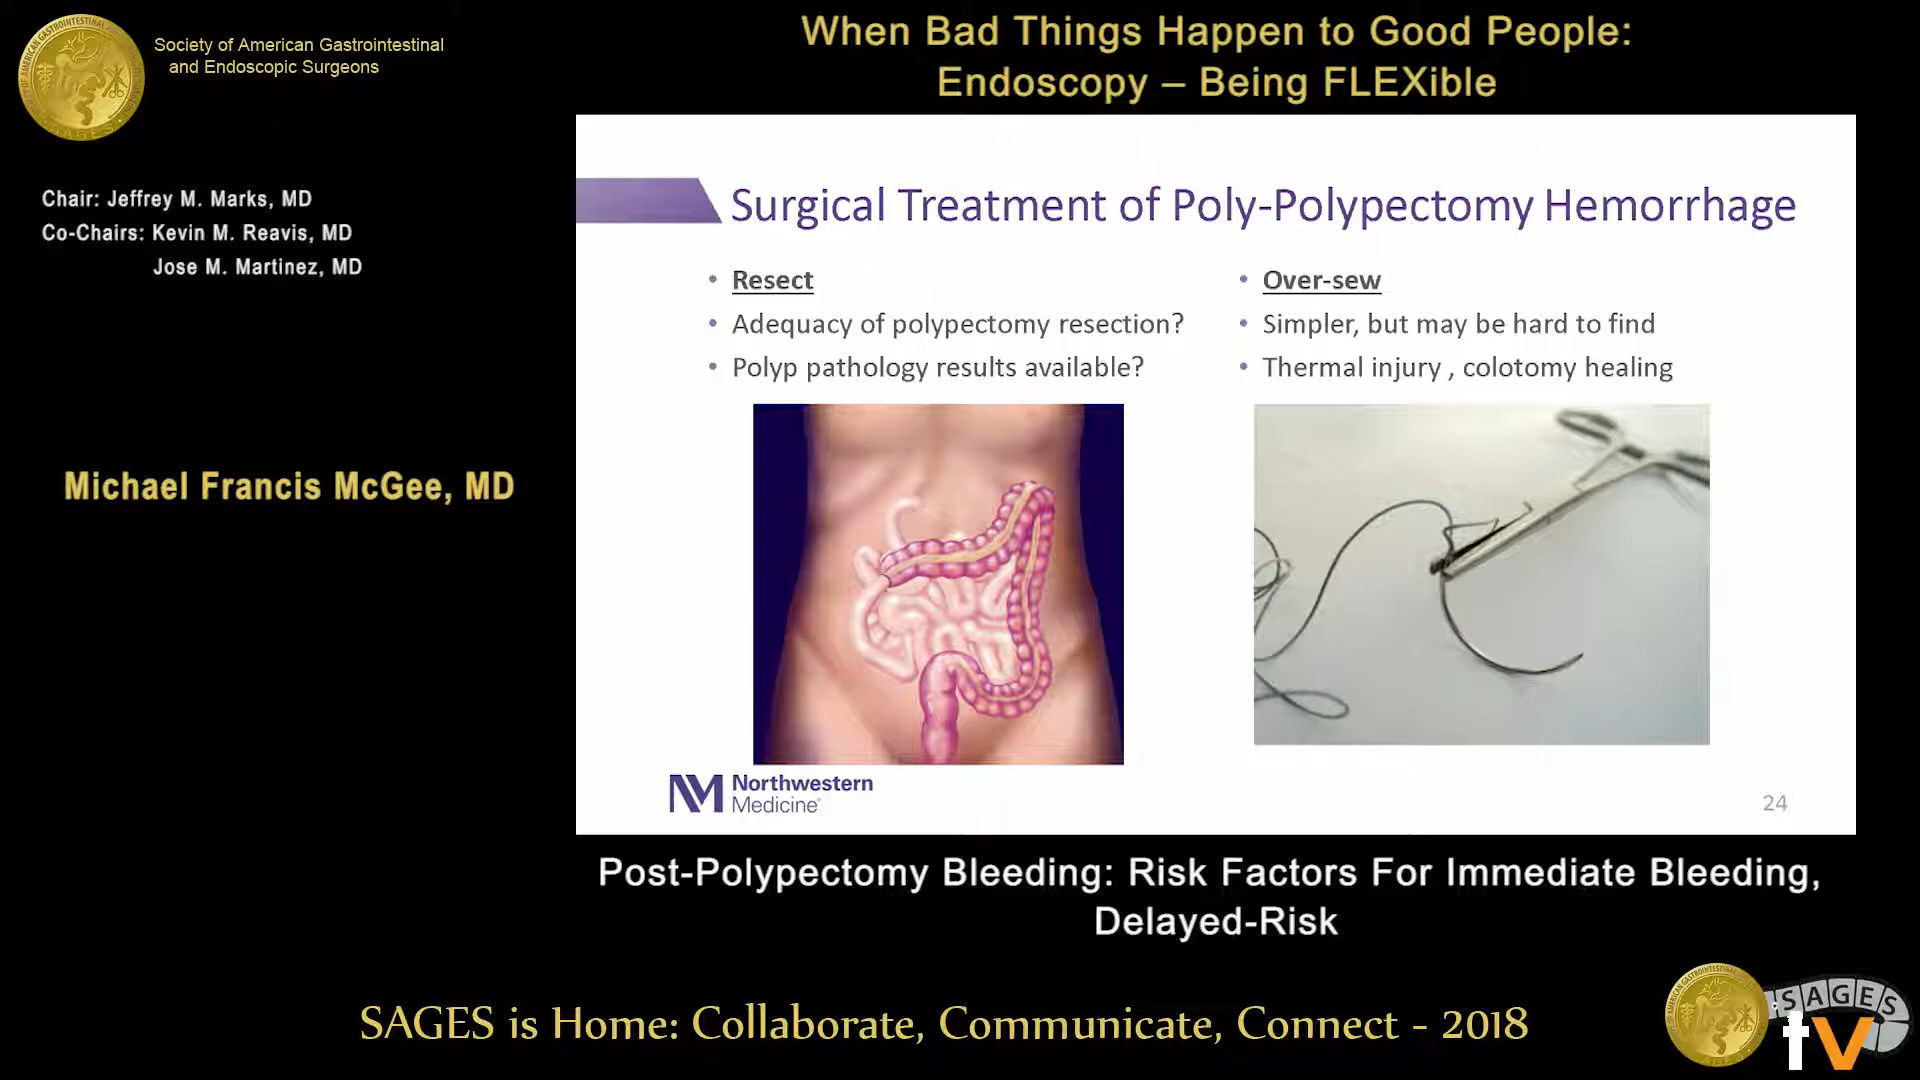 Society of American Gastrointestinal
and Endoscopic Surgeons
When Bad Things Happen to Good People:
Endoscopy – Being FLEXible
Chair: Jeffrey M. Marks, MD
Co-Chairs: Kevin M. Reavis, MD
Jose M. Martinez, MD
Michael Francis McGee, MD
Surgical Treatment of Poly-Polypectomy Hemorrhage
• Resect
• Adequacy of polypectomy resection?
• Polyp pathology results available?
• Over-sew
• Simpler, but may be hard to find
• Thermal injury , colotomy healing
NM Northwestern
Medicine
24
Post-Polypectomy Bleeding: Risk Factors For Immediate Bleeding,
Delayed-Risk
SAGES is Home: Collaborate, Communicate, Connect - 2018
SAGES
tv